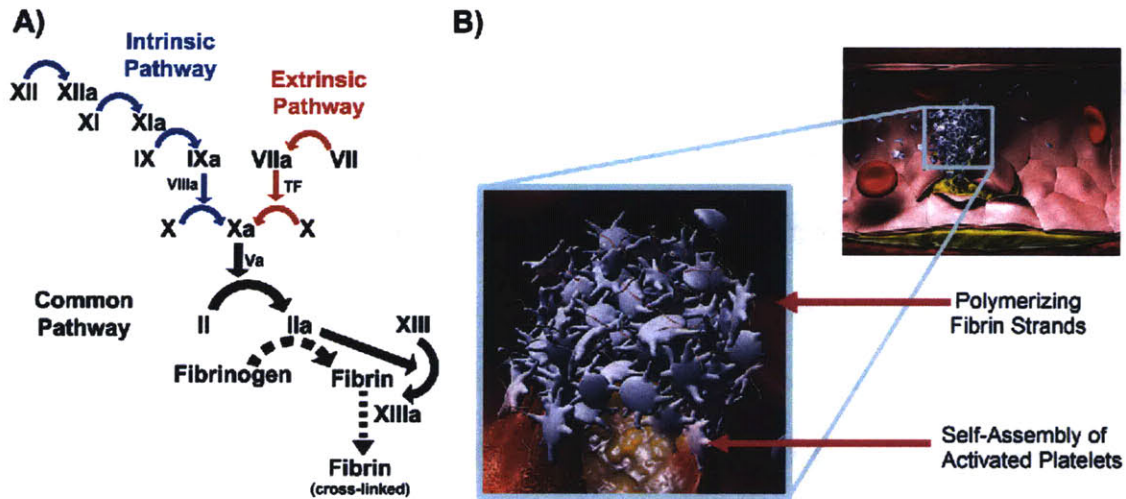 A)
Intrinsic
Pathway
Extrinsic
Pathway
XII
XIIa
XI
XIa
IX
IXa
VIIa
VII
VIIIa
TF
X
Xa
X
Va
Common
Pathway
II
IIa
XIII
Fibrinogen
Fibrin
XIIIa
Fibrin
(cross-linked)
B)
Polymerizing
Fibrin Strands
Self-Assembly of
Activated Platelets